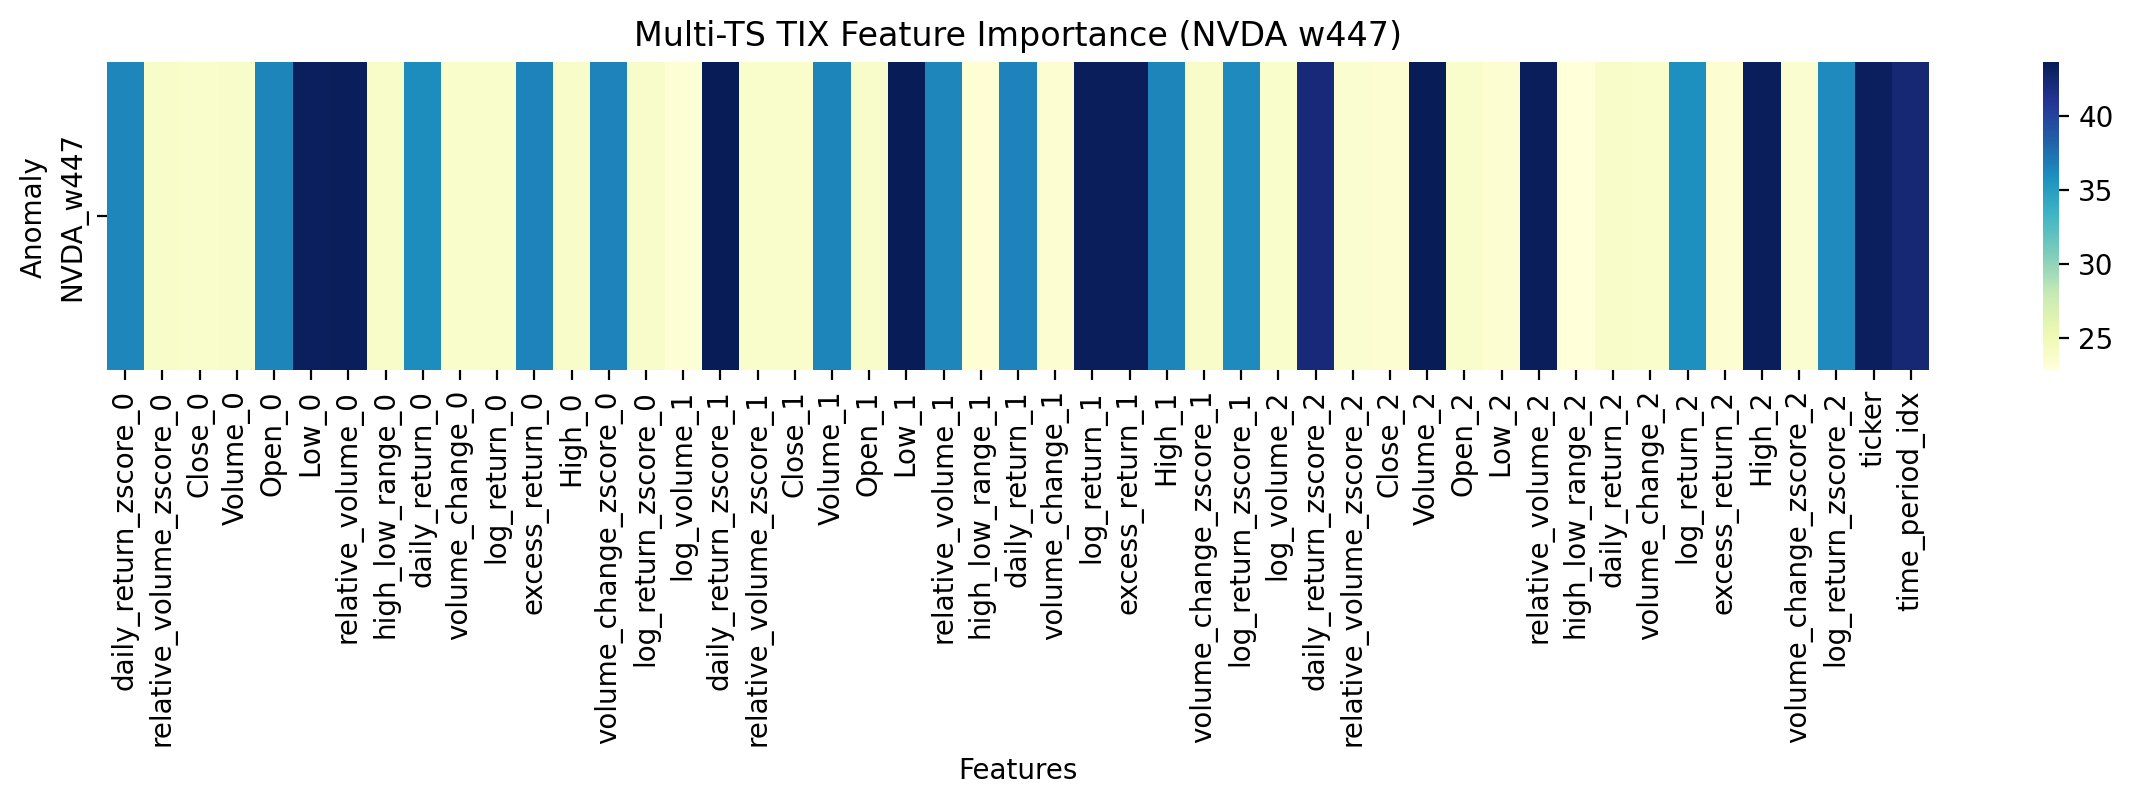 Multi-TS TIX Feature Importance (NVDA w447)
Anomaly
NVDA_w447
40
35
30
25
daily_return_zscore_0
relative_volume_zscore_0
Close_0
Volume_0
Open_0
Low_0
relative_volume_0
high_low_range_0
daily_return_0
volume_change_0
log_return_0
excess_return_0
High_0
volume_change_zscore_0
log_return_zscore_0
log_volume_1
daily_return_zscore_1
relative_volume_zscore_1
Close_1
Volume_1
Open_1
Low_1
relative_volume_1
high_low_range_1
daily_return_1
volume_change_1
log_return_1
excess_return_1
High_1
volume_change_zscore_1
log_return_zscore_1
log_volume_2
daily_return_zscore_2
relative_volume_zscore_2
Close_2
Volume_2
Open_2
Low_2
relative_volume_2
high_low_range_2
daily_return_2
volume_change_2
log_return_2
excess_return_2
High_2
volume_change_zscore_2
log_return_zscore_2
ticker
time_period_idx
Features